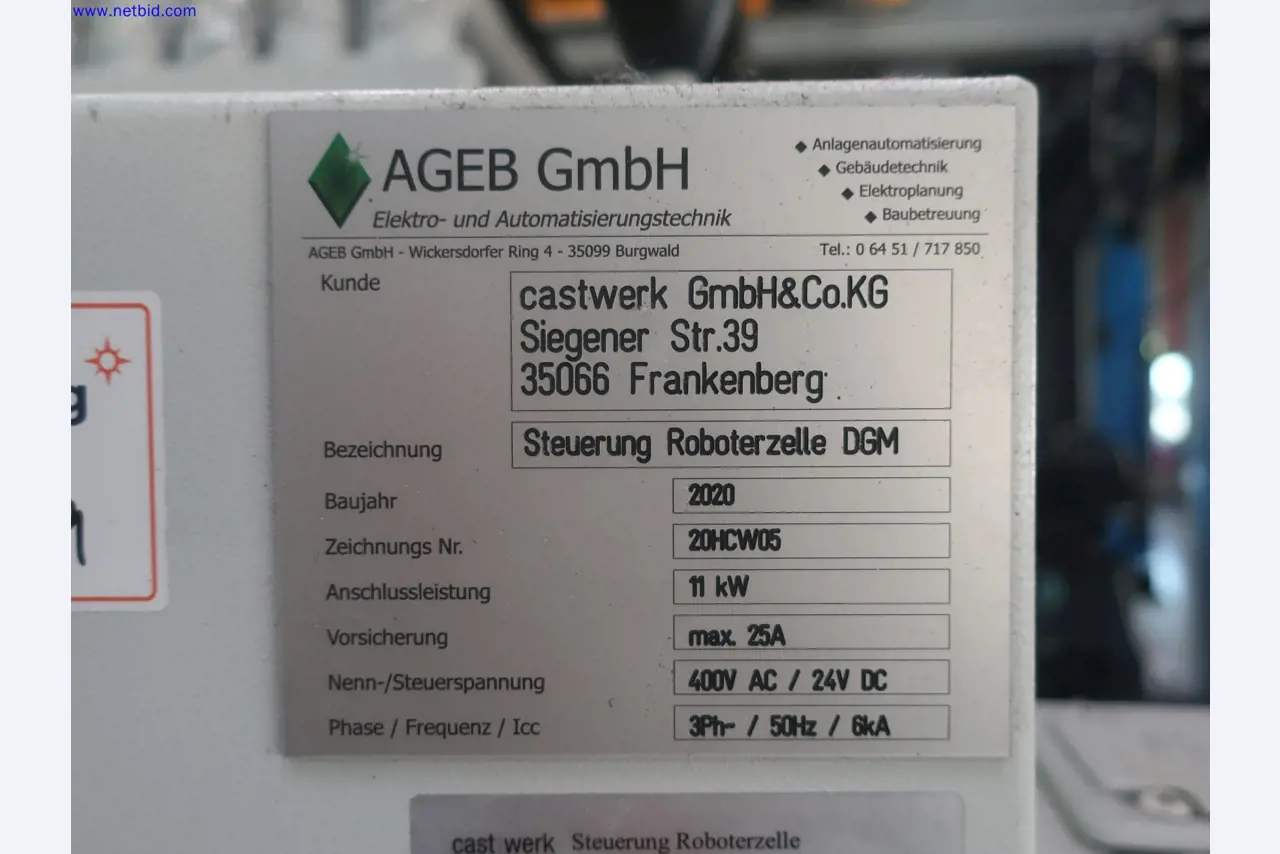 www.netbid.com
AGEB GmbH
Elektro- und Automatisierungstechnik
◆ Anlagenautomatisierung
◆ Gebäudetechnik
◆ Elektroplanung
◆ Baubetreuung
AGEB GmbH - Wickersdorfer Ring 4 - 35099 Burgwald Tel.: 0 64 51 / 717 850
Kunde castwerk GmbH&Co.KG
Siegener Str.39
35066 Frankenberg
Bezeichnung Steuerung Roboterzelle DGM
Baujahr 2020
Zeichnungs Nr. 20HCW05
Anschlussleistung 11 kW
Vorsicherung max. 25A
Nenn-/Steuerspannung 400V AC / 24V DC
Phase / Frequenz / Icc 3Ph~ / 50Hz / 6kA
cast werk Steuerung Roboterzelle